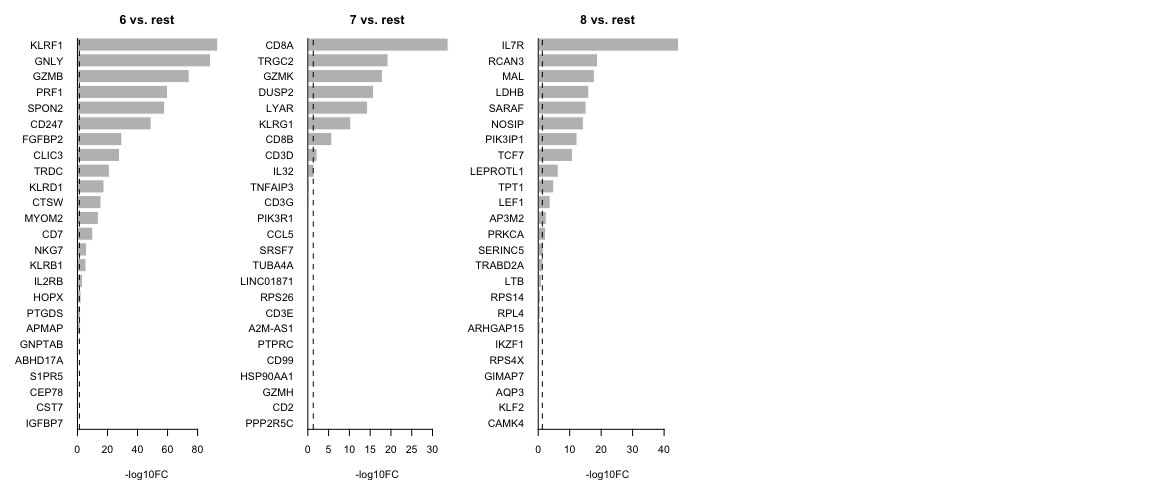 6 vs. rest
KLRF1
GNLY
GZMB
PRF1
SPON2
CD247
FGFBP2
CLIC3
TRDC
KLRD1
CTSW
MYOM2
CD7
NKG7
KLRB1
IL2RB
HOPX
PTGDS
APMAP
GNPTAB
ABHD17A
S1PR5
CEP78
CST7
IGFBP7
0 20 40 60 80
-log10FC
7 vs. rest
CD8A
TRGC2
GZMK
DUSP2
LYAR
KLRG1
CD8B
CD3D
IL32
TNFAIP3
CD3G
PIK3R1
CCL5
SRSF7
TUBA4A
LINC01871
RPS26
CD3E
A2M-AS1
PTPRC
CD99
HSP90AA1
GZMH
CD2
PPP2R5C
0 5 10 15 20 25 30
-log10FC
8 vs. rest
IL7R
RCAN3
MAL
LDHB
SARAF
NOSIP
PIK3IP1
TCF7
LEPROTL1
TPT1
LEF1
AP3M2
PRKCA
SERINC5
TRABD2A
LTB
RPS14
RPL4
ARHGAP15
IKZF1
RPS4X
GIMAP7
AQP3
KLF2
CAMK4
0 10 20 30 40
-log10FC